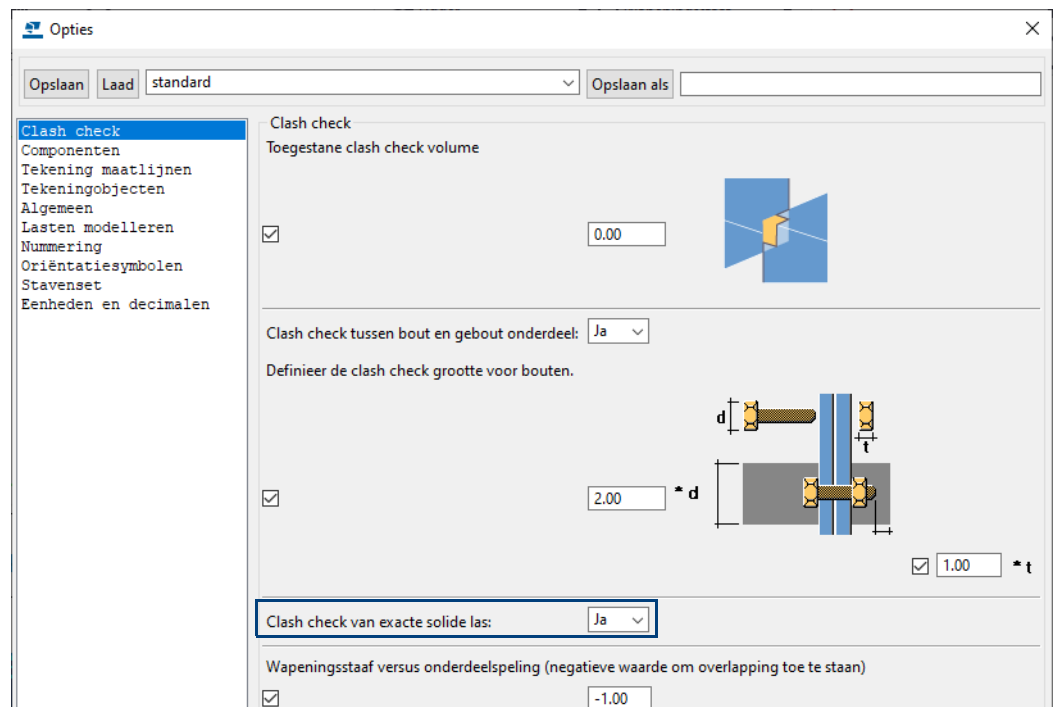 Opties
Opslaan Laad standard Opslaan als
Clash check
Componenten
Tekening maatlijnen
Tekeningobjecten
Algemeen
Lasten modelleren
Nummering
Oriëntatiesymbolen
Stavenset
Eenheden en decimalen
Clash check
Toegestane clash check volume
0.00
Clash check tussen bout en gebout onderdeel: Ja
Definieer de clash check grootte voor bouten.
d
t
2.00 * d
1.00 * t
Clash check van exacte solide las: Ja
Wapeningsstaaf versus onderdeelspeling (negatieve waarde om overlapping toe te staan)
-1.00